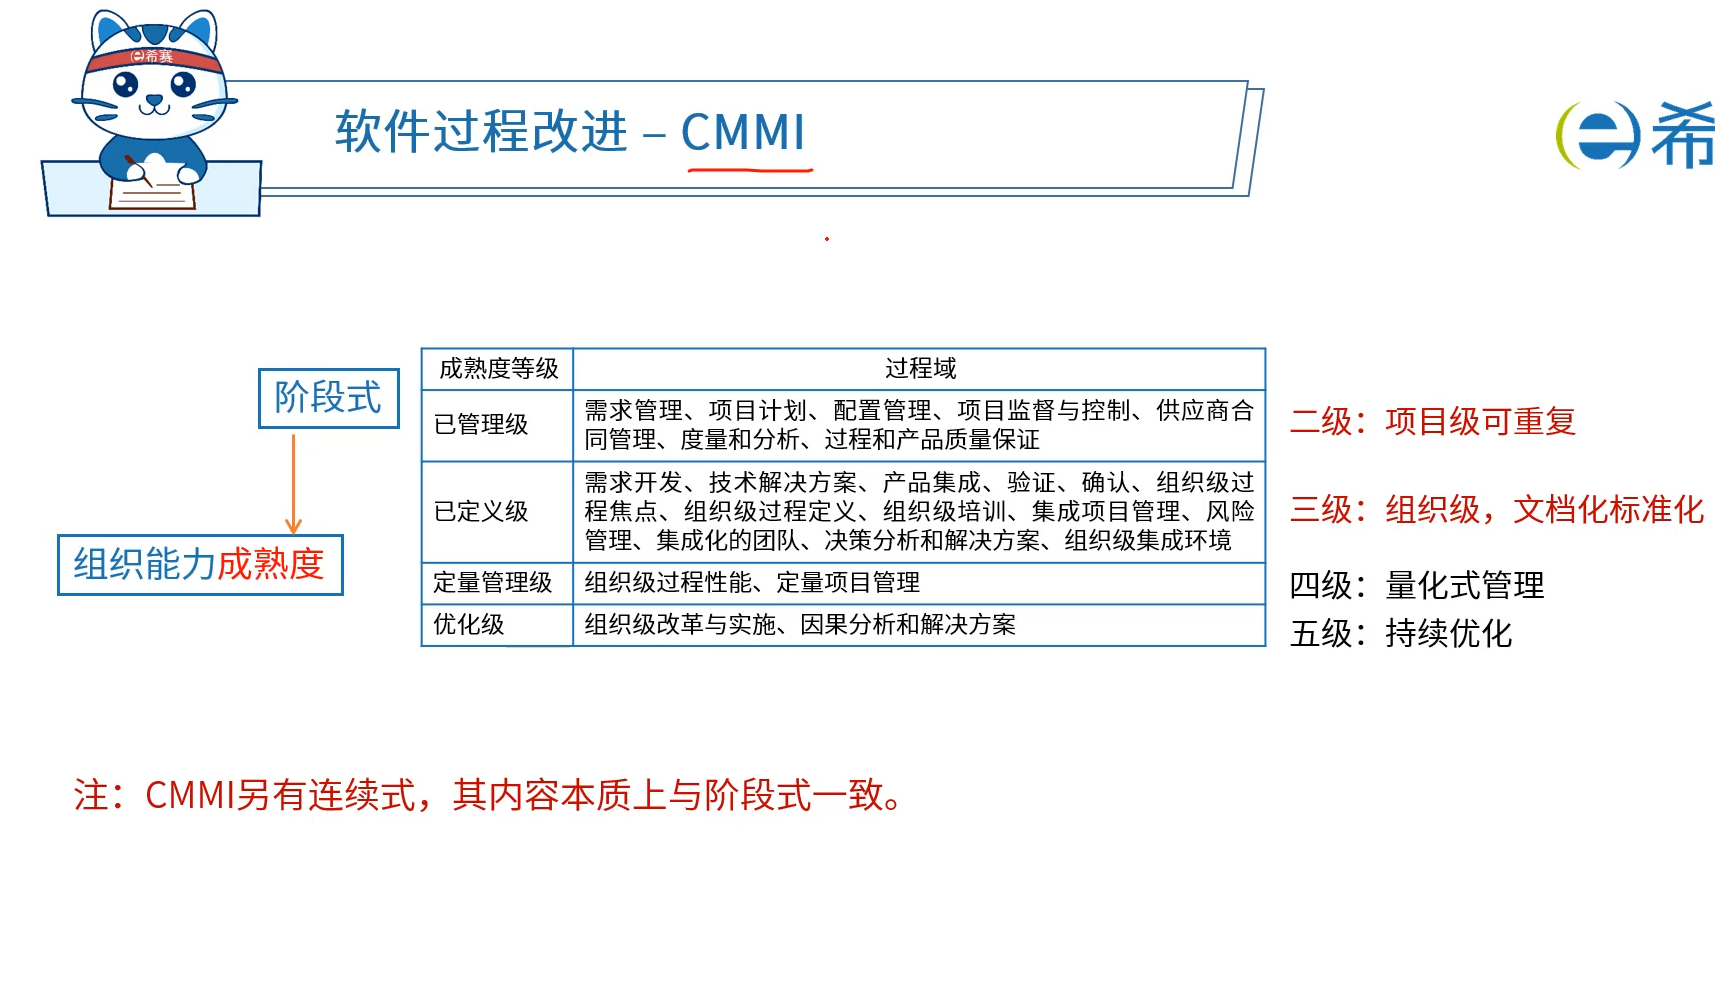 e希赛
软件过程改进 – CMMI
e希
阶段式
组织能力成熟度
成熟度等级
过程域
已管理级
需求管理、项目计划、配置管理、项目监督与控制、供应商合
同管理、度量和分析、过程和产品质量保证
二级：项目级可重复
已定义级
需求开发、技术解决方案、产品集成、验证、确认、组织级过
程焦点、组织级过程定义、组织级培训、集成项目管理、风险
管理、集成化的团队、决策分析和解决方案、组织级集成环境
三级：组织级，文档化标准化
定量管理级
组织级过程性能、定量项目管理
四级：量化式管理
优化级
组织级改革与实施、因果分析和解决方案
五级：持续优化
注：CMMI另有连续式，其内容本质上与阶段式一致。